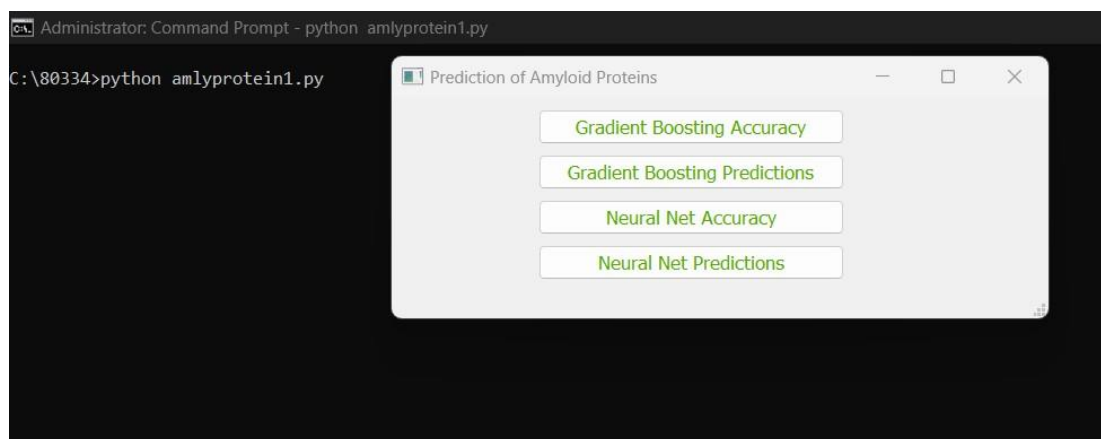 Administrator: Command Prompt - python  amlyprotein1.py
C:\80334>python amlyprotein1.py
Prediction of Amyloid Proteins
Gradient Boosting Accuracy
Gradient Boosting Predictions
Neural Net Accuracy
Neural Net Predictions